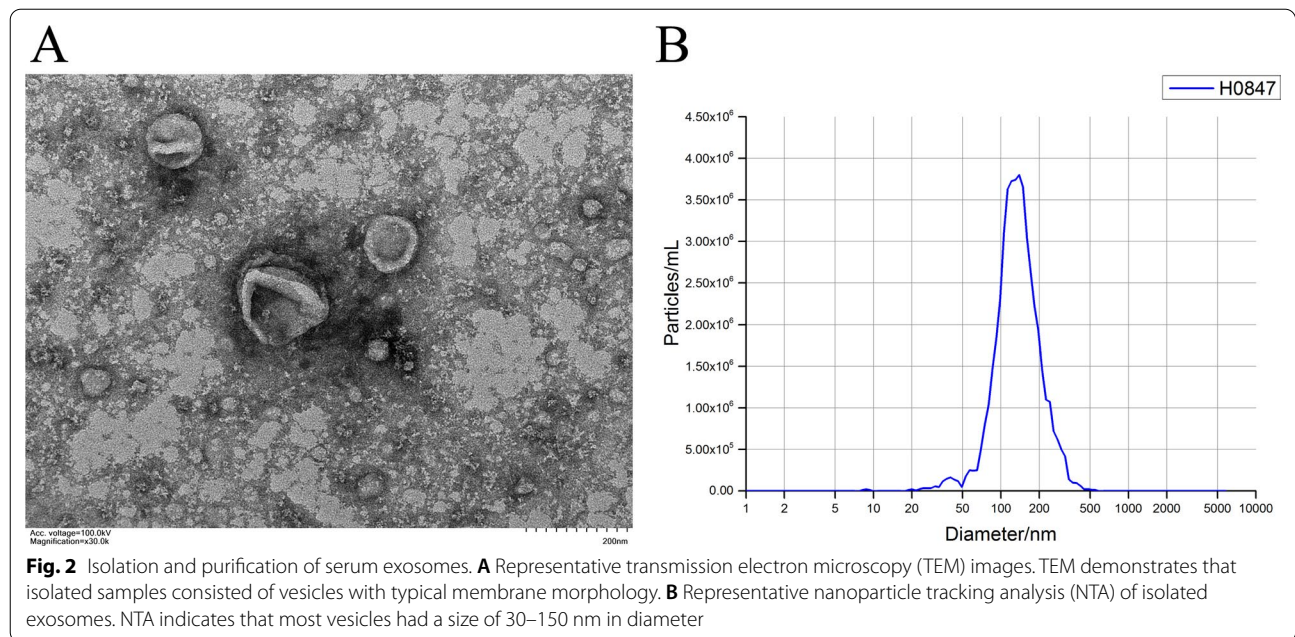 A
Acc. voltage=100.0kV
Magnification=x30.0k
200nm
B
H0847
4.50x10⁶
4.00x10⁶
3.50x10⁶
3.00x10⁶
2.50x10⁶
2.00x10⁶
1.50x10⁶
1.00x10⁶
5.00x10⁵
0.00
Particles/mL
1 2 5 10 20 50 100 200 500 1000 2000 5000 10000
Diameter/nm
Fig. 2 Isolation and purification of serum exosomes. A Representative transmission electron microscopy (TEM) images. TEM demonstrates that
isolated samples consisted of vesicles with typical membrane morphology. B Representative nanoparticle tracking analysis (NTA) of isolated
exosomes. NTA indicates that most vesicles had a size of 30–150 nm in diameter